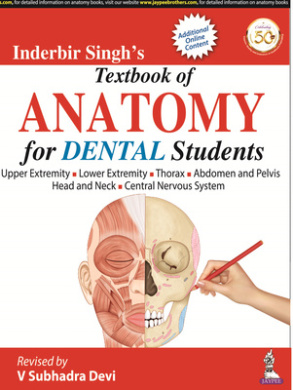 s.com, for detailed information on anatomy books, visit our website www.jaypeebrothers.com, for detailed information on anatomy books
Inderbir Singh's
Additional
Online
Content
50
Textbook of
ANATOMY
for DENTAL Students
Upper Extremity ▪ Lower Extremity ▪ Thorax ▪ Abdomen and Pelvis
Head and Neck ▪ Central Nervous System
Revised by
V Subhadra Devi
JAYPEE